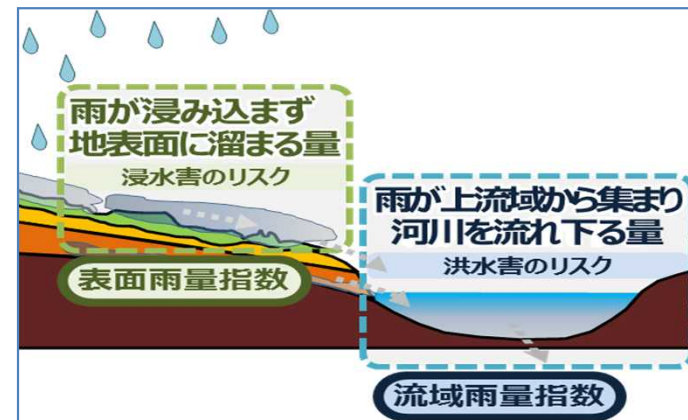 雨が浸み込まず
地表面に溜まる量
浸水害のリスク
表面雨量指数
雨が上流域から集まり
河川を流れ下る量
洪水害のリスク
流域雨量指数